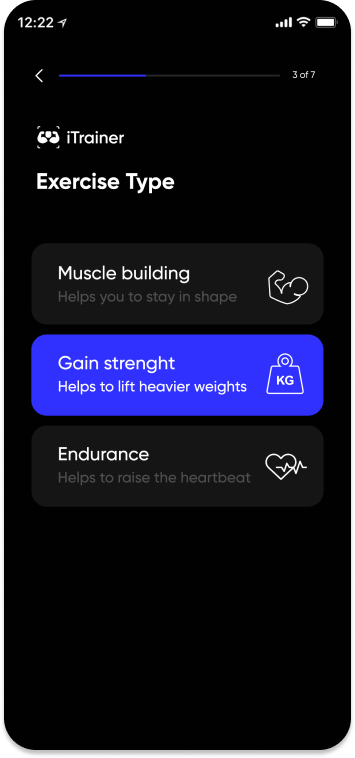 12:22
3 of 7
iTrainer
Exercise Type
Muscle building
Helps you to stay in shape
Gain strenght
Helps to lift heavier weights
KG
Endurance
Helps to raise the heartbeat